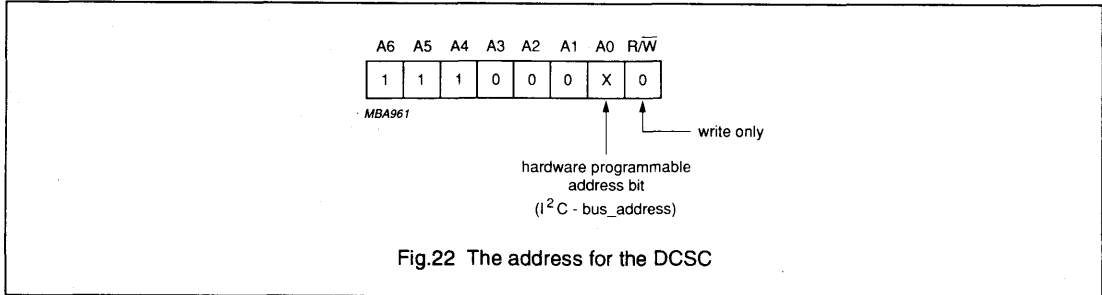 A6 A5 A4 A3 A2 A1 A0 R/W̅
1 1 1 0 0 0 X 0
MBA961
write only
hardware programmable
address bit
(I²C - bus_address)
Fig.22 The address for the DCSC